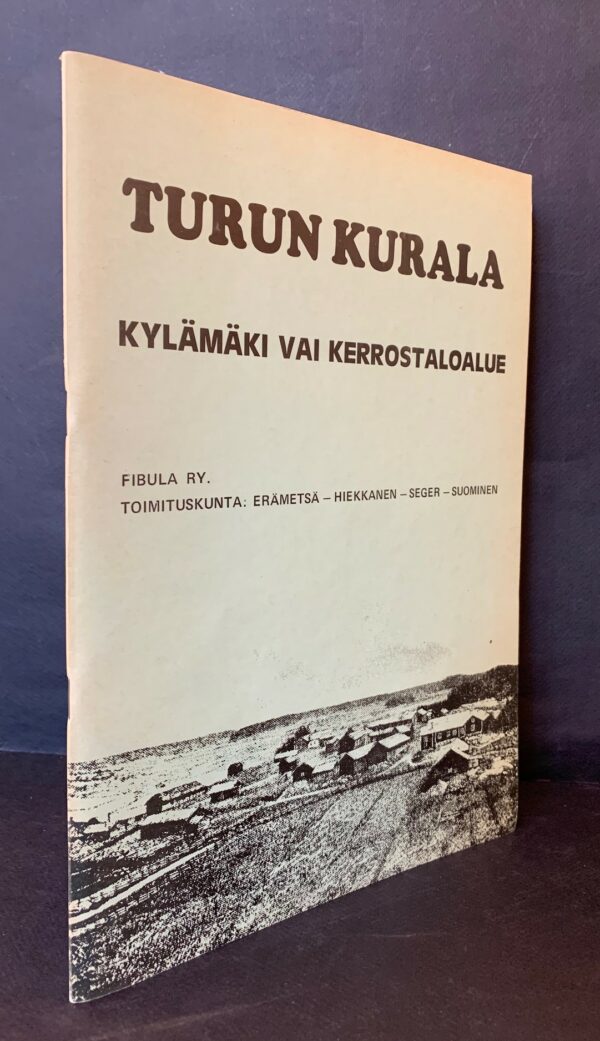 TURUN KURALA
KYLÄMÄKI VAI KERROSTALOALUE
FIBULA RY.
TOIMITUSKUNTA: ERÄMETSÄ – HIEKKANEN – SEGER – SUOMINEN